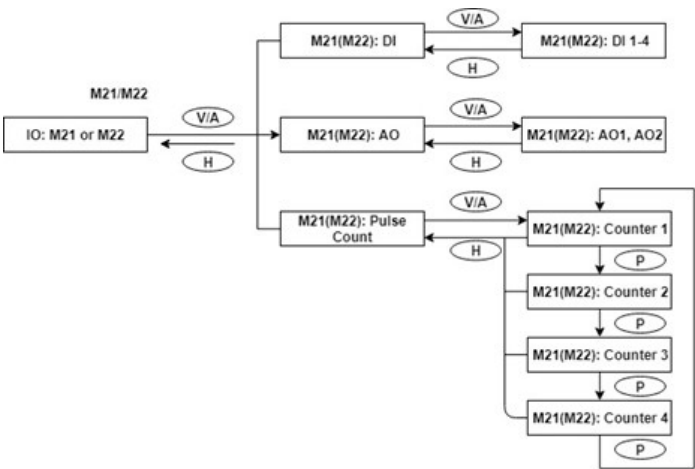 V/A
M21(M22): DI
M21(M22): DI 1-4
H
M21/M22
V/A
V/A
IO: M21 or M22
M21(M22): AO
M21(M22): AO1, AO2
H
H
V/A
M21(M22): Pulse
Count
M21(M22): Counter 1
H
P
M21(M22): Counter 2
P
M21(M22): Counter 3
P
M21(M22): Counter 4
P